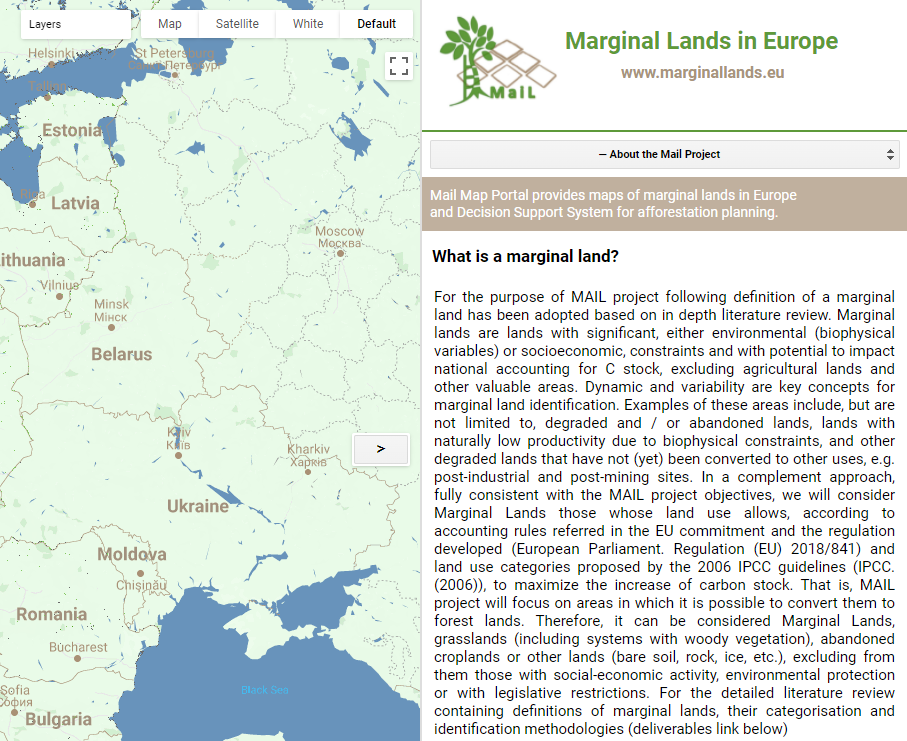 Layers
Map
Satellite
White
Default
Helsinki
St Petersburg
Санкт-Петербург
Tallinn
Estonia
Riga
Latvia
Moscow
Москва
ithuania
Vilnius
Minsk
Мінск
Belarus
Kyiv
Київ
Kharkiv
Харків
>
Ukraine
Moldova
Chișinău
Romania
Bucharest
Black Sea
Sofia
София
Bulgaria
MaiL
Marginal Lands in Europe
www.marginallands.eu
— About the Mail Project
Mail Map Portal provides maps of marginal lands in Europe
and Decision Support System for afforestation planning.
What is a marginal land?
For the purpose of MAIL project following definition of a marginal
land has been adopted based on in depth literature review. Marginal
lands are lands with significant, either environmental (biophysical
variables) or socioeconomic, constraints and with potential to impact
national accounting for C stock, excluding agricultural lands and
other valuable areas. Dynamic and variability are key concepts for
marginal land identification. Examples of these areas include, but are
not limited to, degraded and / or abandoned lands, lands with
naturally low productivity due to biophysical constraints, and other
degraded lands that have not (yet) been converted to other uses, e.g.
post-industrial and post-mining sites. In a complement approach,
fully consistent with the MAIL project objectives, we will consider
Marginal Lands those whose land use allows, according to
accounting rules referred in the EU commitment and the regulation
developed (European Parliament. Regulation (EU) 2018/841) and
land use categories proposed by the 2006 IPCC guidelines (IPCC.
(2006)), to maximize the increase of carbon stock. That is, MAIL
project will focus on areas in which it is possible to convert them to
forest lands. Therefore, it can be considered Marginal Lands,
grasslands (including systems with woody vegetation), abandoned
croplands or other lands (bare soil, rock, ice, etc.), excluding from
them those with social-economic activity, environmental protection
or with legislative restrictions. For the detailed literature review
containing definitions of marginal lands, their categorisation and
identification methodologies (deliverables link below)